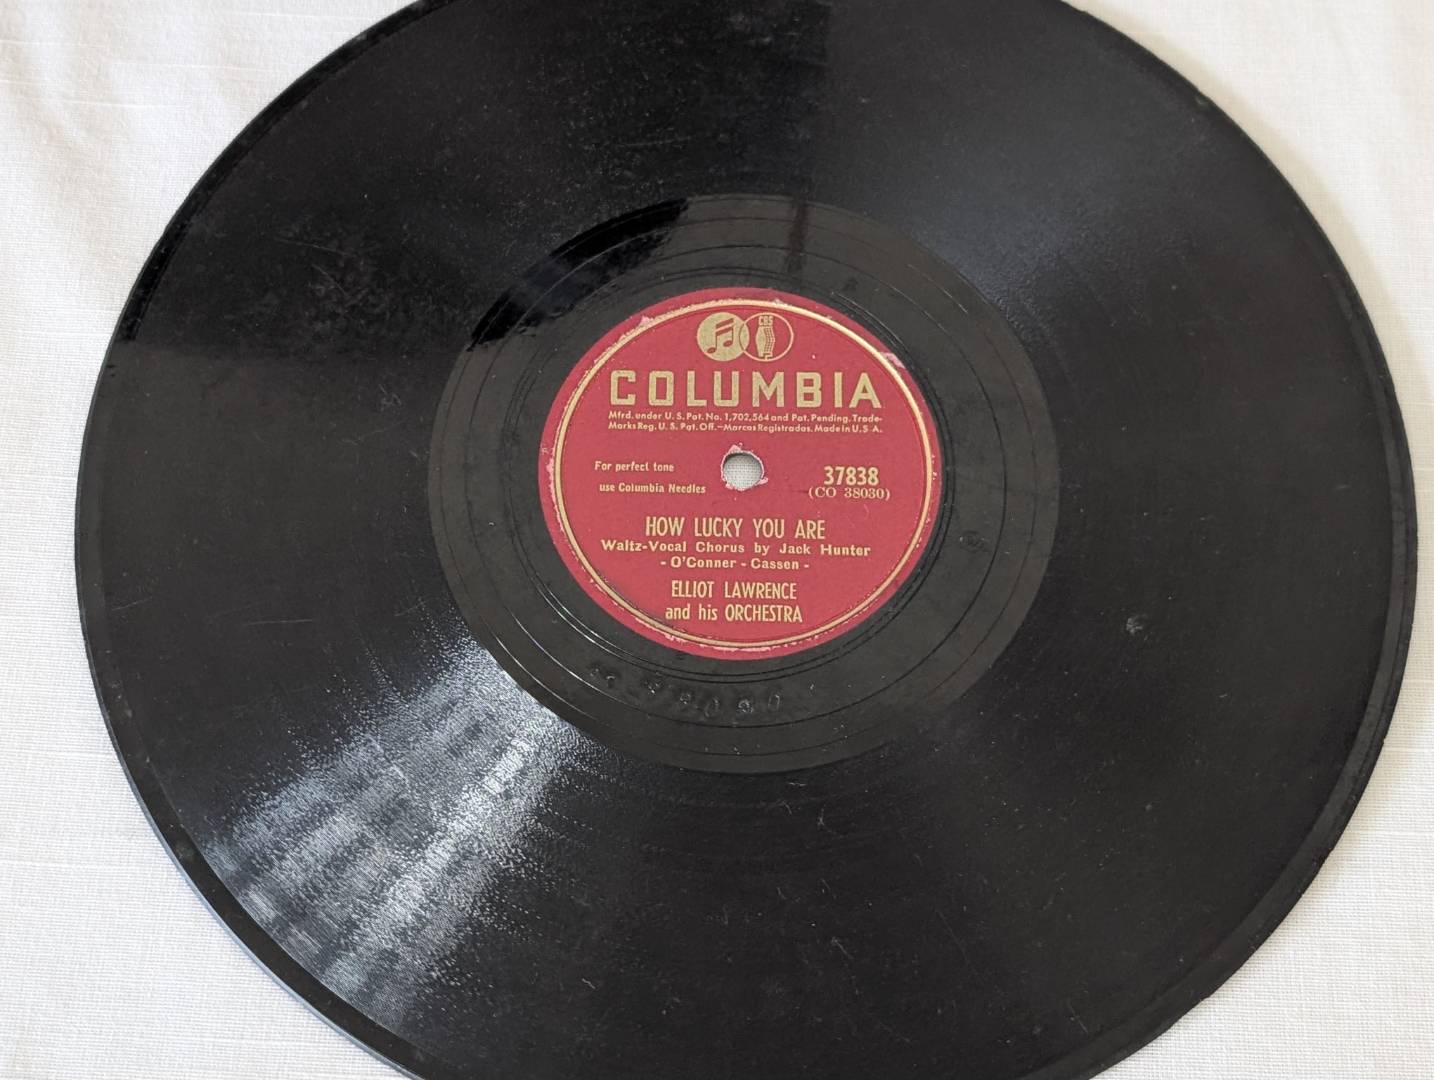 CBS
COLUMBIA
Mfrd. under U. S. Pat. No. 1,702,564 and Pat. Pending. Trade-
Marks Reg. U. S. Pat. Off.—Marcas Registradas. Made in U. S. A.
For perfect tone
use Columbia Needles
37838
(CO 38030)
HOW LUCKY YOU ARE
Waltz-Vocal Chorus by Jack Hunter
- O'Conner - Cassen -
ELLIOT LAWRENCE
and his ORCHESTRA